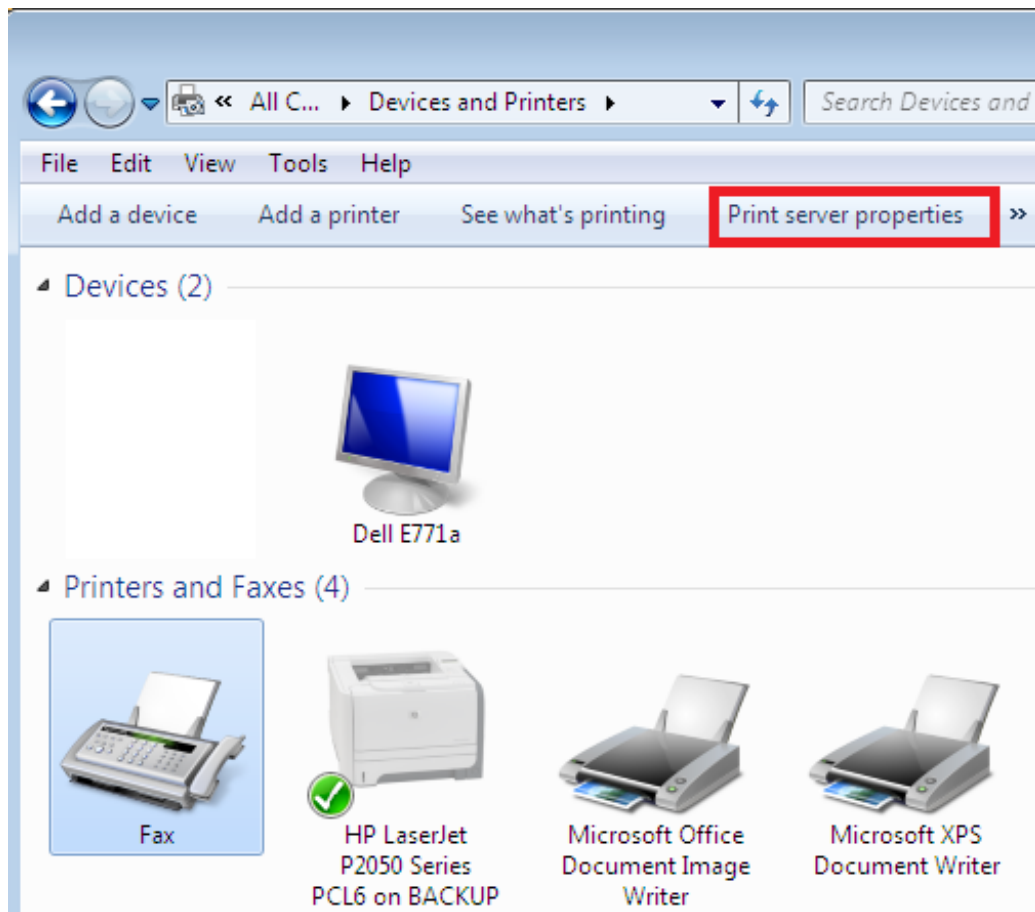 « All C... Devices and Printers Search Devices and
File Edit View Tools Help
Add a device Add a printer See what's printing Print server properties »
Devices (2)
Dell E771a
Printers and Faxes (4)
Fax
HP LaserJet
P2050 Series
PCL6 on BACKUP
Microsoft Office
Document Image
Writer
Microsoft XPS
Document Writer